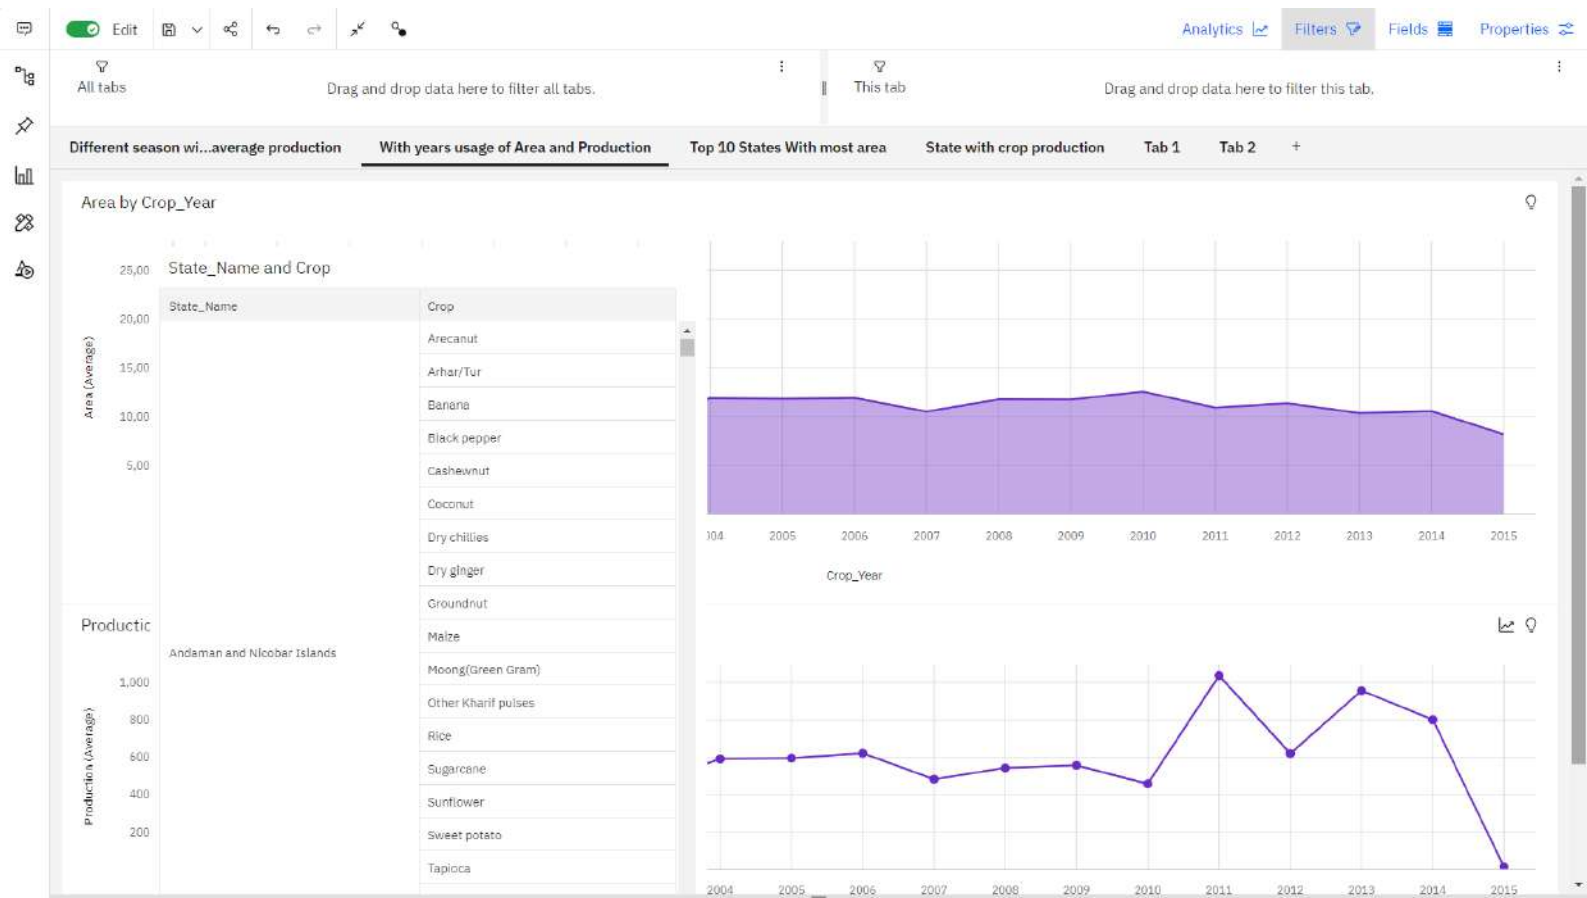 Edit
Analytics
Filters
Fields
Properties
All tabs
Drag and drop data here to filter all tabs.
This tab
Drag and drop data here to filter this tab.
Different season wi...average production
With years usage of Area and Production
Top 10 States With most area
State with crop production
Tab 1
Tab 2
+
Area by Crop_Year
State_Name and Crop
State_Name
Crop
Area (Average)
25,00
20,00
15,00
10,00
5,00
Arecanut
Arhar/Tur
Banana
Black pepper
Cashewnut
Coconut
Dry chillies
Dry ginger
Groundnut
Maize
Moong(Green Gram)
Other Kharif pulses
Rice
Sugarcane
Sunflower
Sweet potato
Tapioca
Andaman and Nicobar Islands
2005 2006 2007 2008 2009 2010 2011 2012 2013 2014 2015
Crop_Year
Productic
Production (Average)
1,000
800
600
400
200
2004 2005 2006 2007 2008 2009 2010 2011 2012 2013 2014 2015